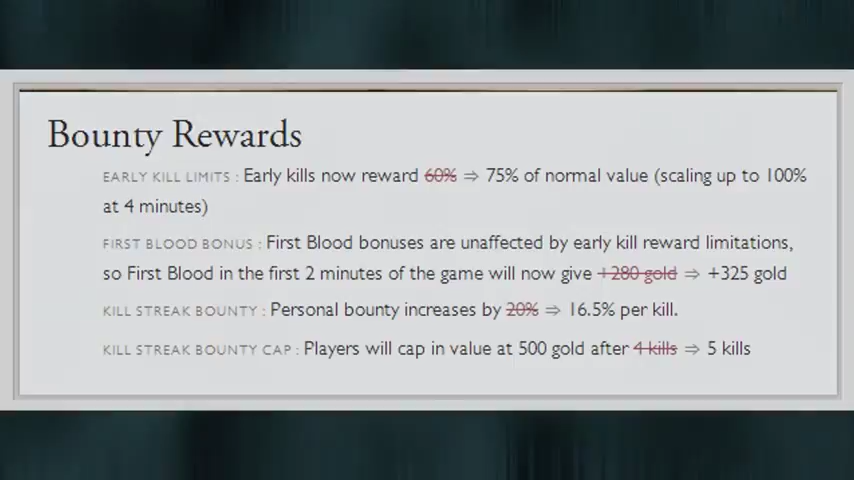 Bounty Rewards
EARLY KILL LIMITS : Early kills now reward 60% ⇒ 75% of normal value (scaling up to 100%
at 4 minutes)
FIRST BLOOD BONUS : First Blood bonuses are unaffected by early kill reward limitations,
so First Blood in the first 2 minutes of the game will now give +280 gold ⇒ +325 gold
KILL STREAK BOUNTY : Personal bounty increases by 20% ⇒ 16.5% per kill.
KILL STREAK BOUNTY CAP : Players will cap in value at 500 gold after 4 kills ⇒ 5 kills